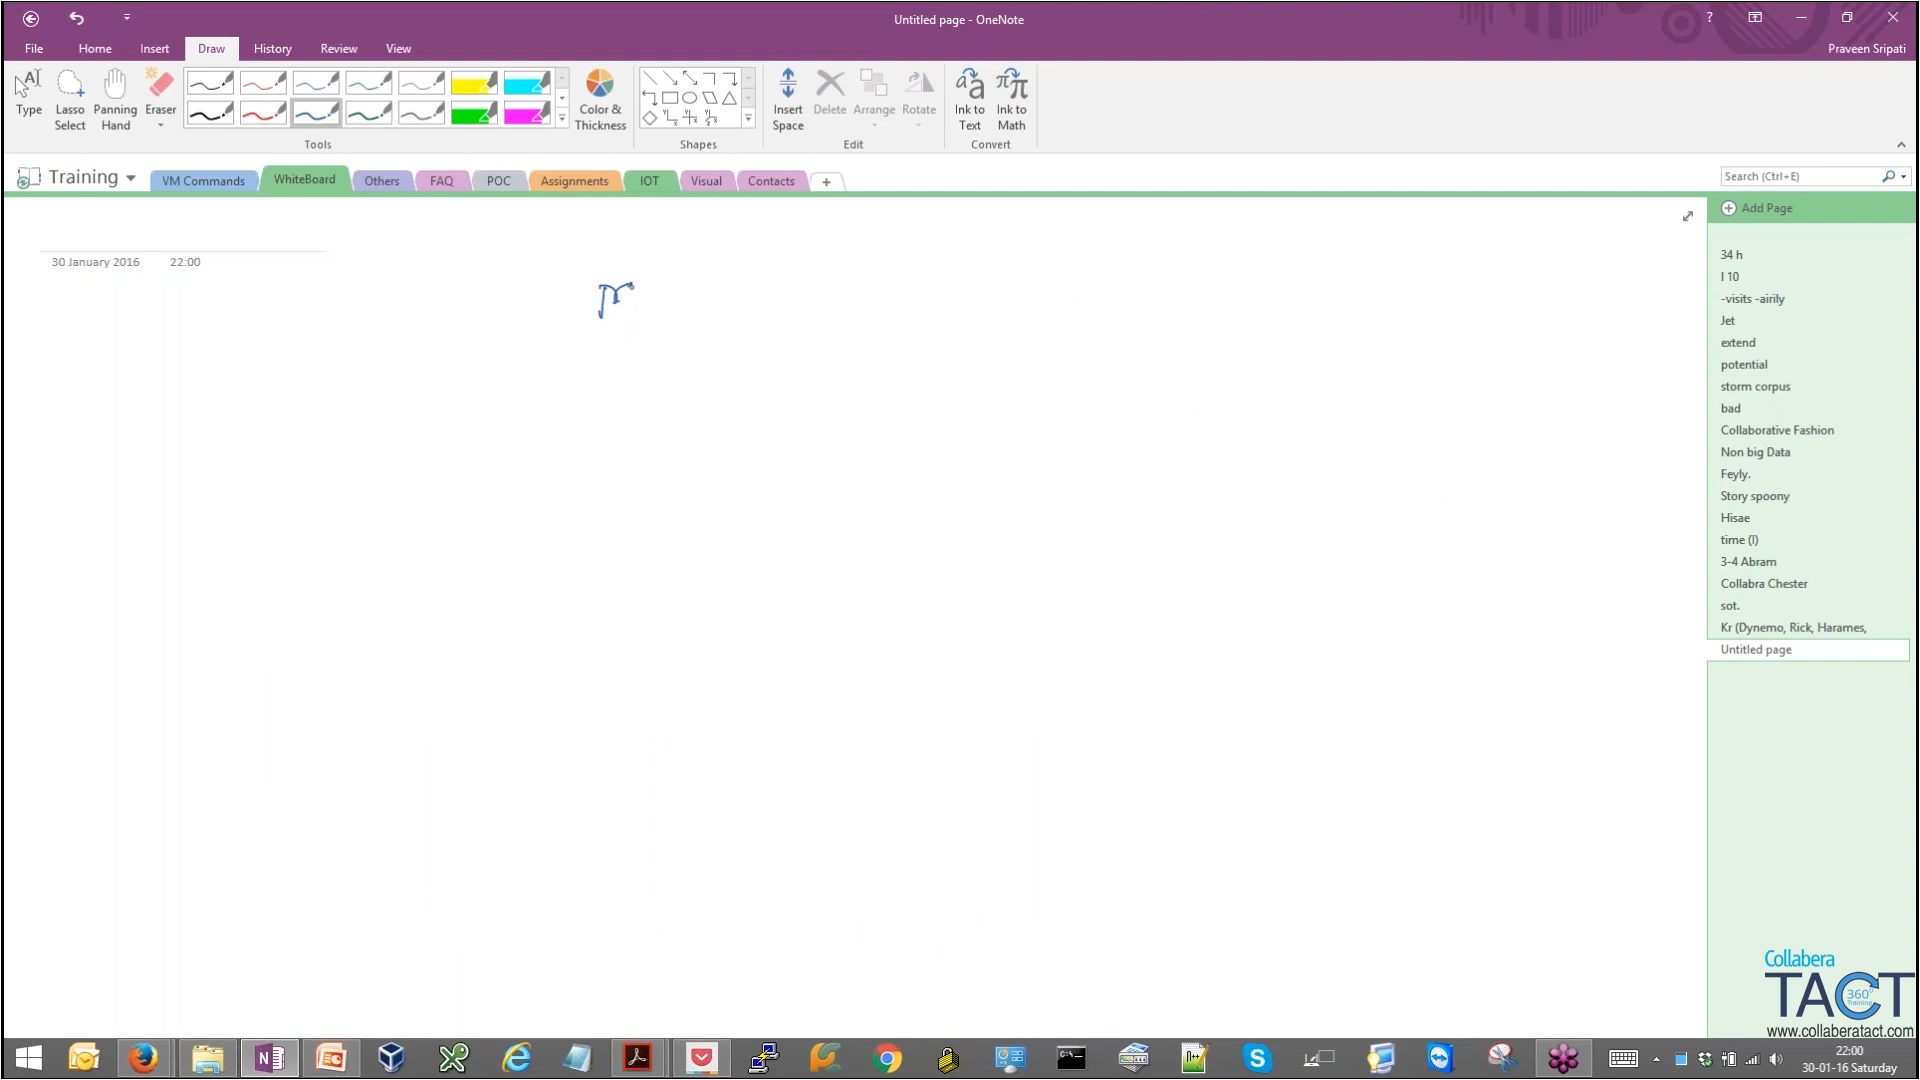 Untitled page - OneNote
?
File Home Insert Draw History Review View
Praveen Sripati
Type
Lasso Select
Panning Hand
Eraser
Color & Thickness
Insert Space
Delete
Arrange
Rotate
Ink to Text
Ink to Math
Tools
Shapes
Edit
Convert
Training
VM Commands
WhiteBoard
Others
FAQ
POC
Assignments
IOT
Visual
Contacts
+
Search (Ctrl+E)
Add Page
30 January 2016 22:00
34 h
I 10
-visits -airily
Jet
extend
potential
storm corpus
bad
Collaborative Fashion
Non big Data
Feyly.
Story spoony
Hisae
time (I)
3-4 Abram
Collabra Chester
sot.
Kr (Dynemo, Rick, Harames,
Untitled page
Collabera
TACT
360°
Training
www.collaberatact.com
22:00
30-01-16 Saturday